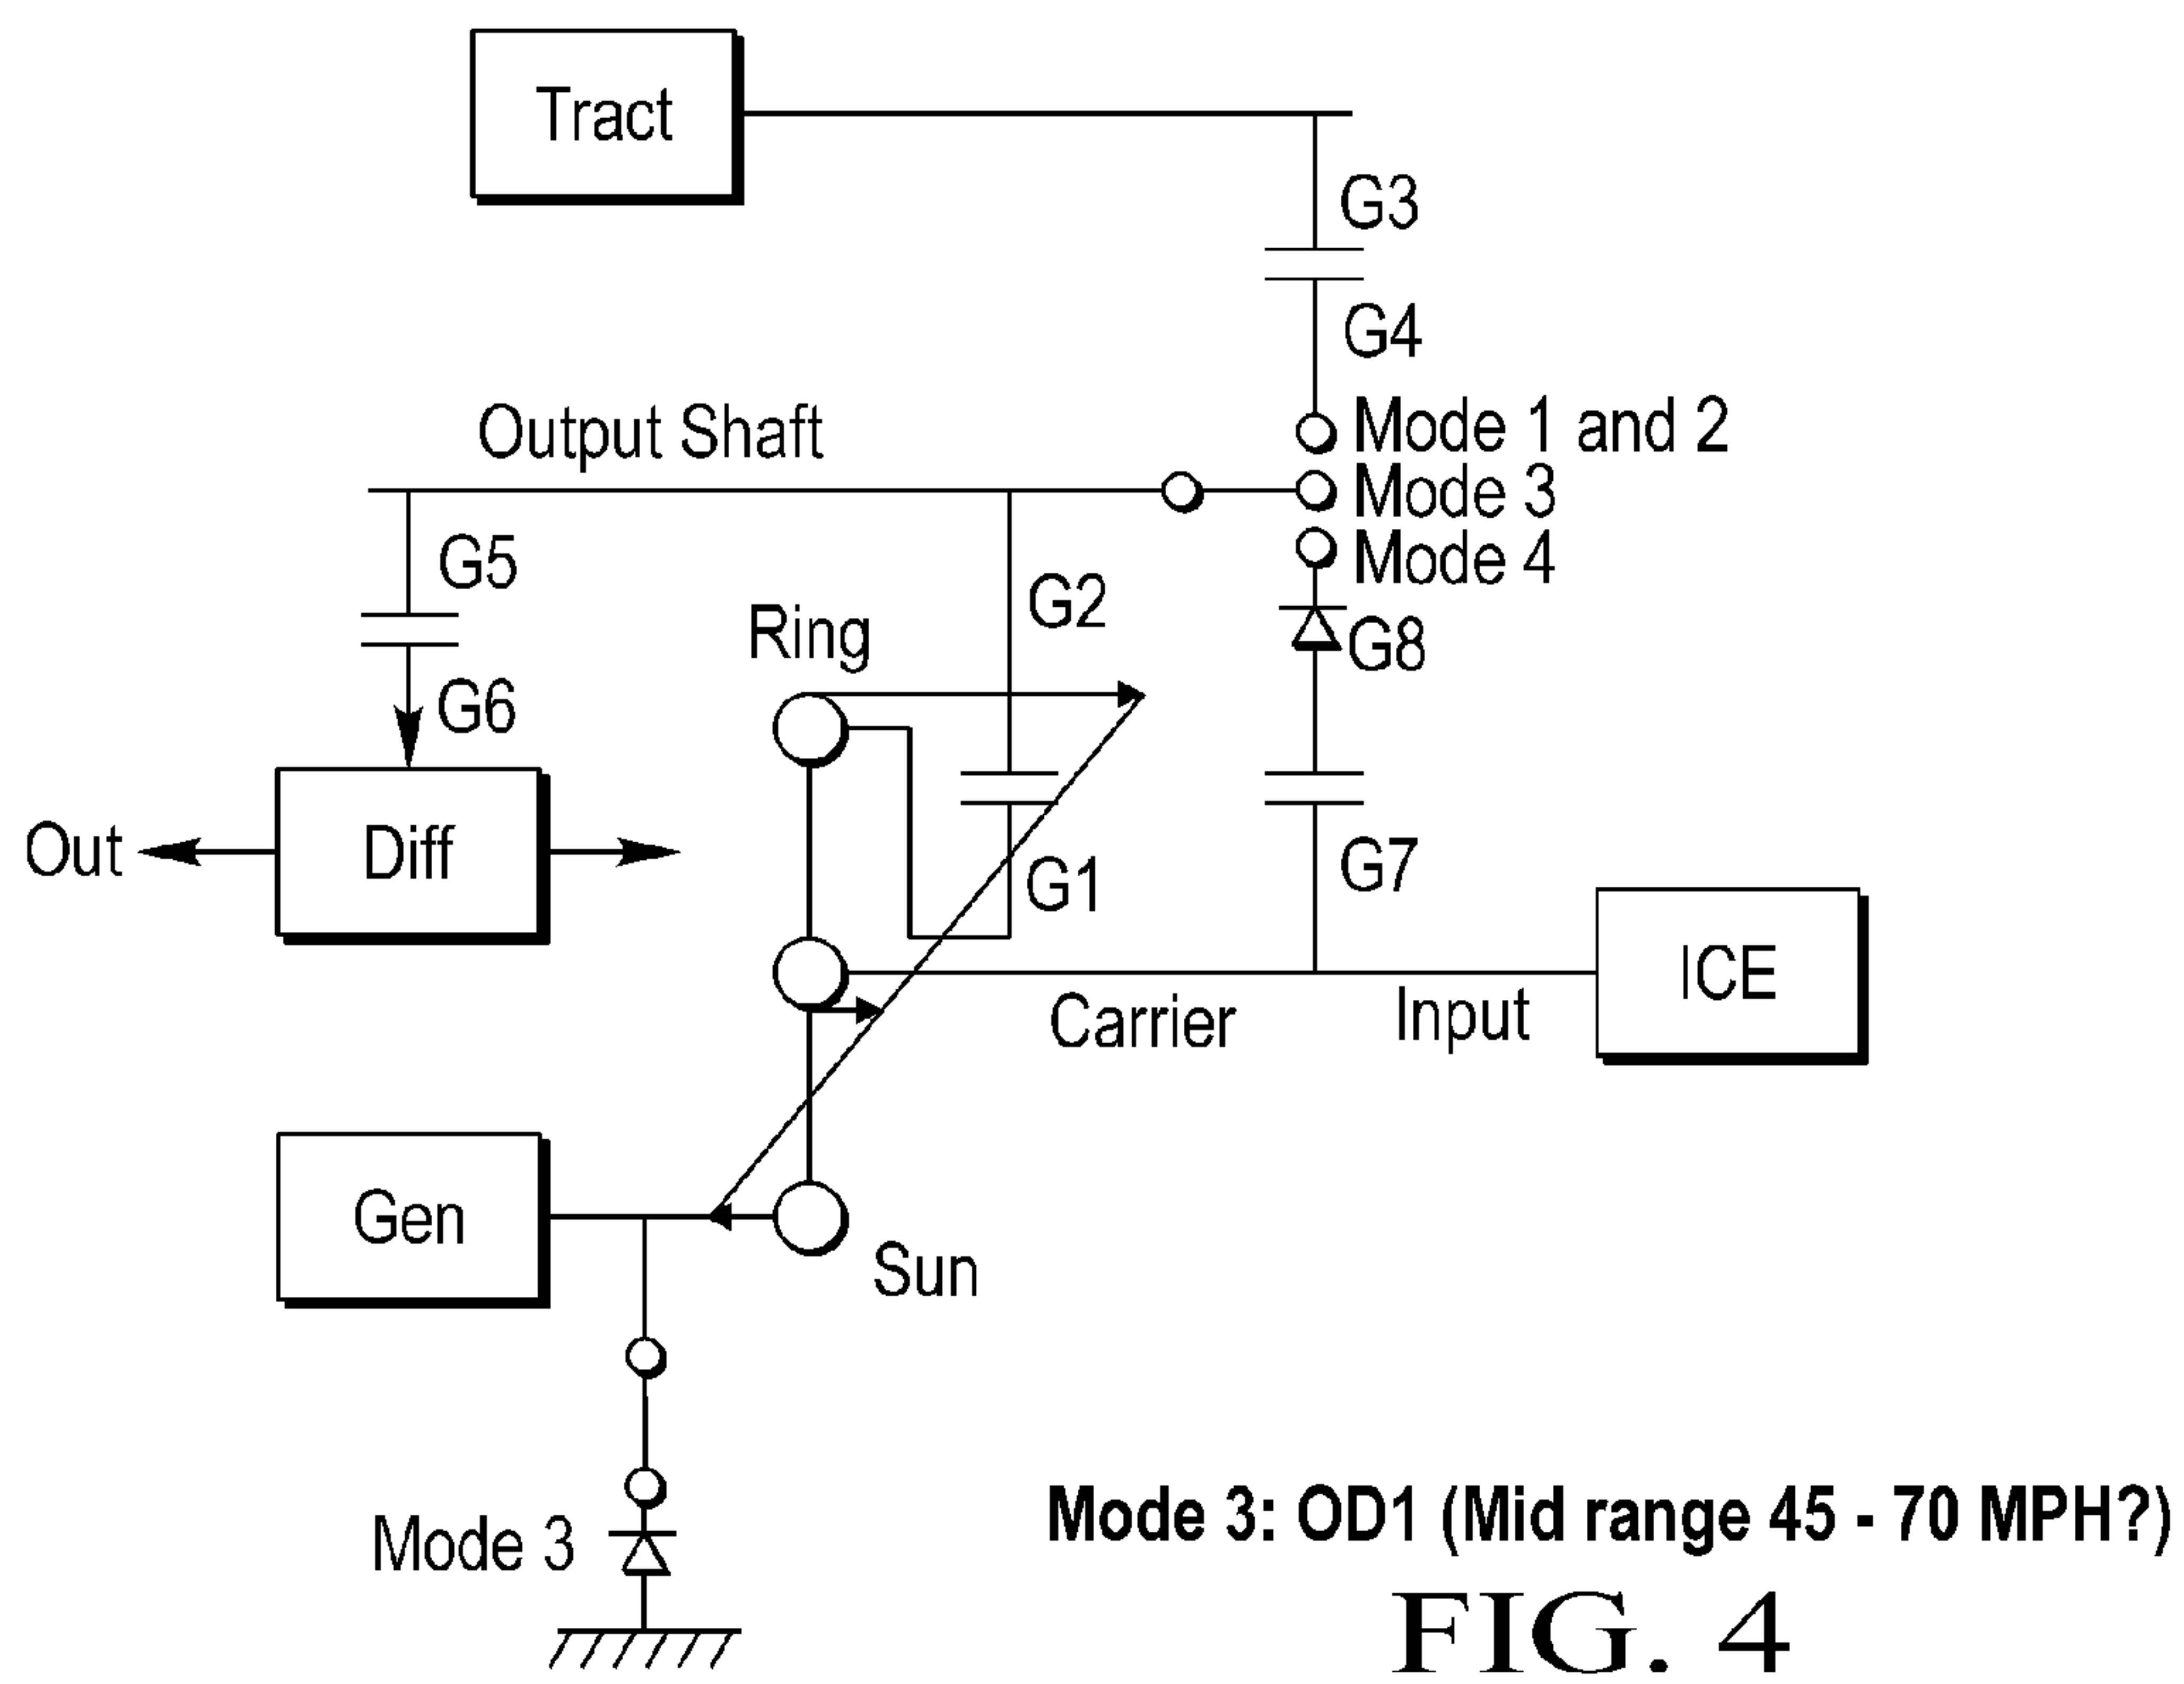 Tract
G3
G4
Output Shaft
Mode 1 and 2
Mode 3
Mode 4
G5
G2
Ring
G8
G6
Out
Diff
G1
G7
ICE
Carrier
Input
Gen
Sun
Mode 3
Mode 3: OD1 (Mid range 45 - 70 MPH?)
FIG. 4